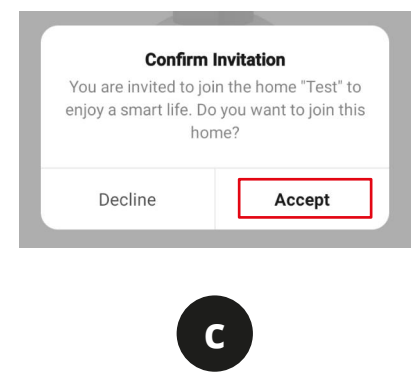 Confirm Invitation
You are invited to join the home "Test" to
enjoy a smart life. Do you want to join this
home?
Decline
Accept
C